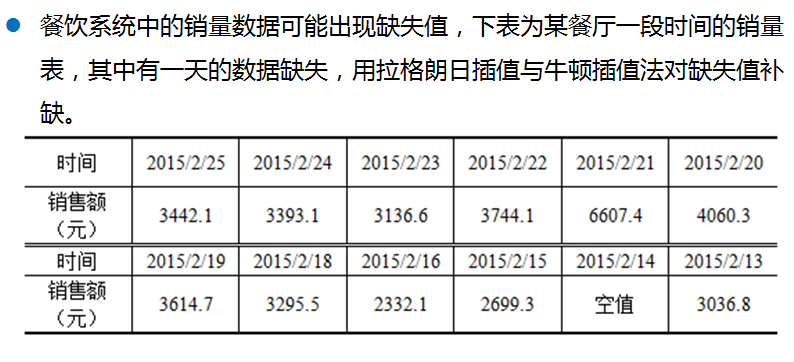 餐饮系统中的销量数据可能出现缺失值，下表为某餐厅一段时间的销量
表，其中有一天的数据缺失，用拉格朗日插值与牛顿插值法对缺失值补
缺。
时间 2015/2/25 2015/2/24 2015/2/23 2015/2/22 2015/2/21 2015/2/20
销售额（元） 3442.1 3393.1 3136.6 3744.1 6607.4 4060.3
时间 2015/2/19 2015/2/18 2015/2/16 2015/2/15 2015/2/14 2015/2/13
销售额（元） 3614.7 3295.5 2332.1 2699.3 空值 3036.8